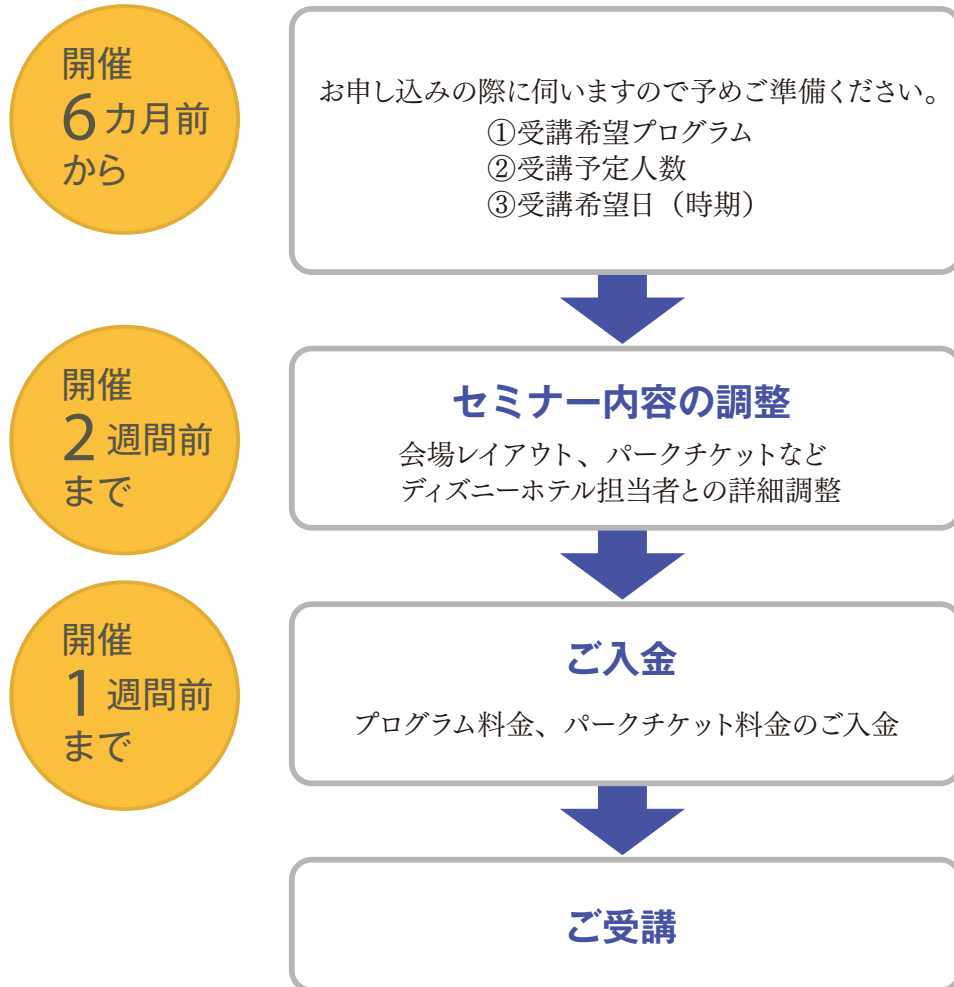 開催
6カ月前
から
お申し込みの際に伺いますので予めご準備ください。
①受講希望プログラム
②受講予定人数
③受講希望日（時期）
開催
2週間前
まで
セミナー内容の調整
会場レイアウト、パークチケットなど
ディズニーホテル担当者との詳細調整
開催
1週間前
まで
ご入金
プログラム料金、パークチケット料金のご入金
ご受講